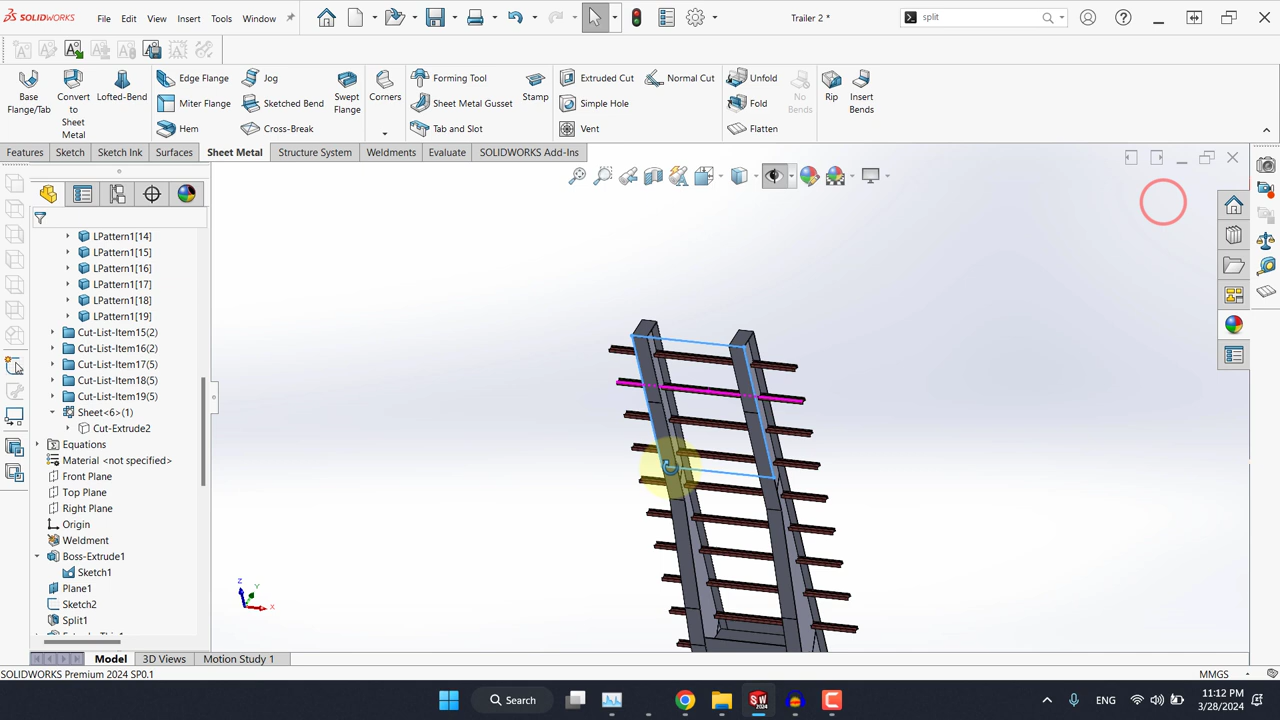 SOLIDWORKS
File
Edit
View
Insert
Tools
Window
Trailer 2 *
split
Base Flange/Tab
Convert to Sheet Metal
Lofted-Bend
Edge Flange
Miter Flange
Hem
Jog
Sketched Bend
Cross-Break
Swept Flange
Corners
Forming Tool
Sheet Metal Gusset
Tab and Slot
Stamp
Extruded Cut
Simple Hole
Vent
Normal Cut
Unfold
Fold
Flatten
No Bends
Rip
Insert Bends
Features
Sketch
Sketch Ink
Surfaces
Sheet Metal
Structure System
Weldments
Evaluate
SOLIDWORKS Add-Ins
LPattern1[14]
LPattern1[15]
LPattern1[16]
LPattern1[17]
LPattern1[18]
LPattern1[19]
Cut-List-Item15(2)
Cut-List-Item16(2)
Cut-List-Item17(5)
Cut-List-Item18(5)
Cut-List-Item19(5)
Sheet<6>(1)
Cut-Extrude2
Equations
Material <not specified>
Front Plane
Top Plane
Right Plane
Origin
Weldment
Boss-Extrude1
Sketch1
Plane1
Sketch2
Split1
Z
Y
X
Model
3D Views
Motion Study 1
SOLIDWORKS Premium 2024 SP0.1
MMGS
Search
ENG
11:12 PM
3/28/2024